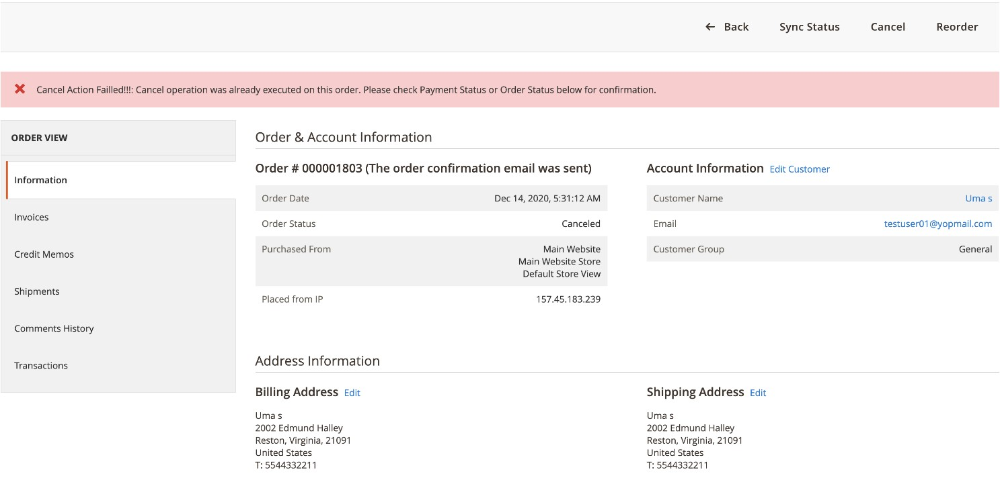 ← Back Sync Status Cancel Reorder
Cancel Action Failled!!!: Cancel operation was already executed on this order. Please check Payment Status or Order Status below for confirmation.
ORDER VIEW
Information
Invoices
Credit Memos
Shipments
Comments History
Transactions
Order & Account Information
Order # 000001803 (The order confirmation email was sent)
Order Date Dec 14, 2020, 5:31:12 AM
Order Status Canceled
Purchased From Main Website
Main Website Store
Default Store View
Placed from IP 157.45.183.239
Account Information Edit Customer
Customer Name Uma s
Email testuser01@yopmail.com
Customer Group General
Address Information
Billing Address Edit
Uma s
2002 Edmund Halley
Reston, Virginia, 21091
United States
T: 5544332211
Shipping Address Edit
Uma s
2002 Edmund Halley
Reston, Virginia, 21091
United States
T: 5544332211